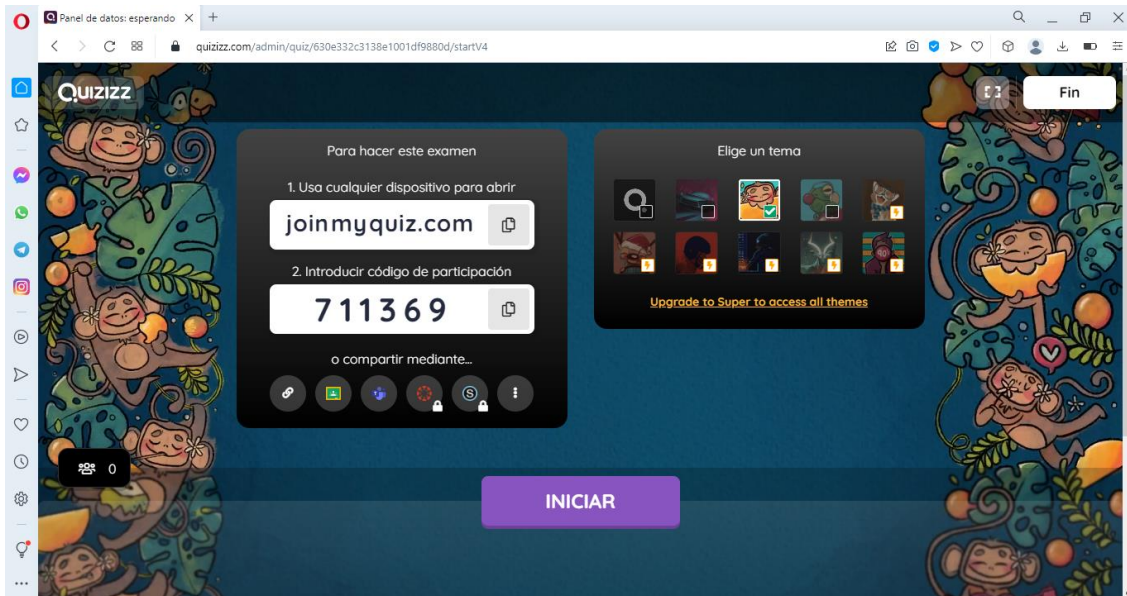 Panel de datos: esperando
quizizz.com/admin/quiz/630e332c3138e1001df9880d/startV4
QUIZIZZ
Fin
Para hacer este examen
1. Usa cualquier dispositivo para abrir
joinmyquiz.com
2. Introducir código de participación
711369
o compartir mediante...
Elige un tema
Upgrade to Super to access all themes
0
INICIAR